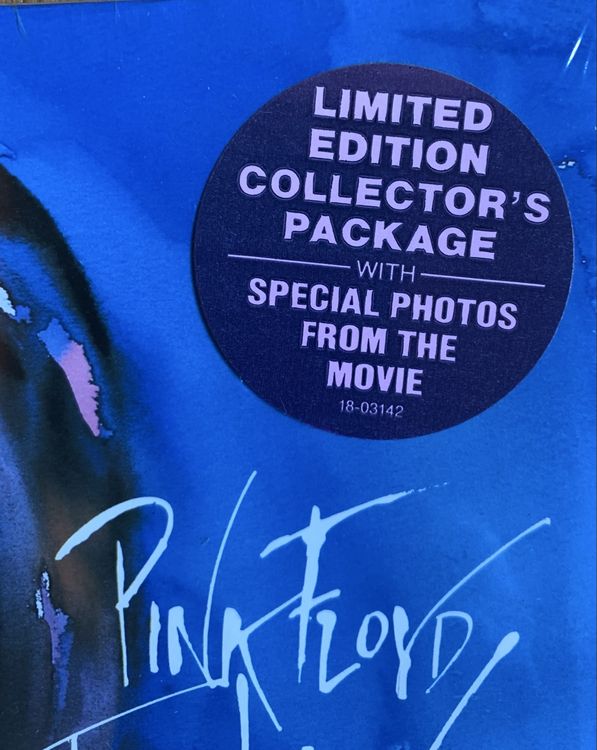 LIMITED
EDITION
COLLECTOR'S
PACKAGE
WITH
SPECIAL PHOTOS
FROM THE
MOVIE
18-03142
PINK FLOYD